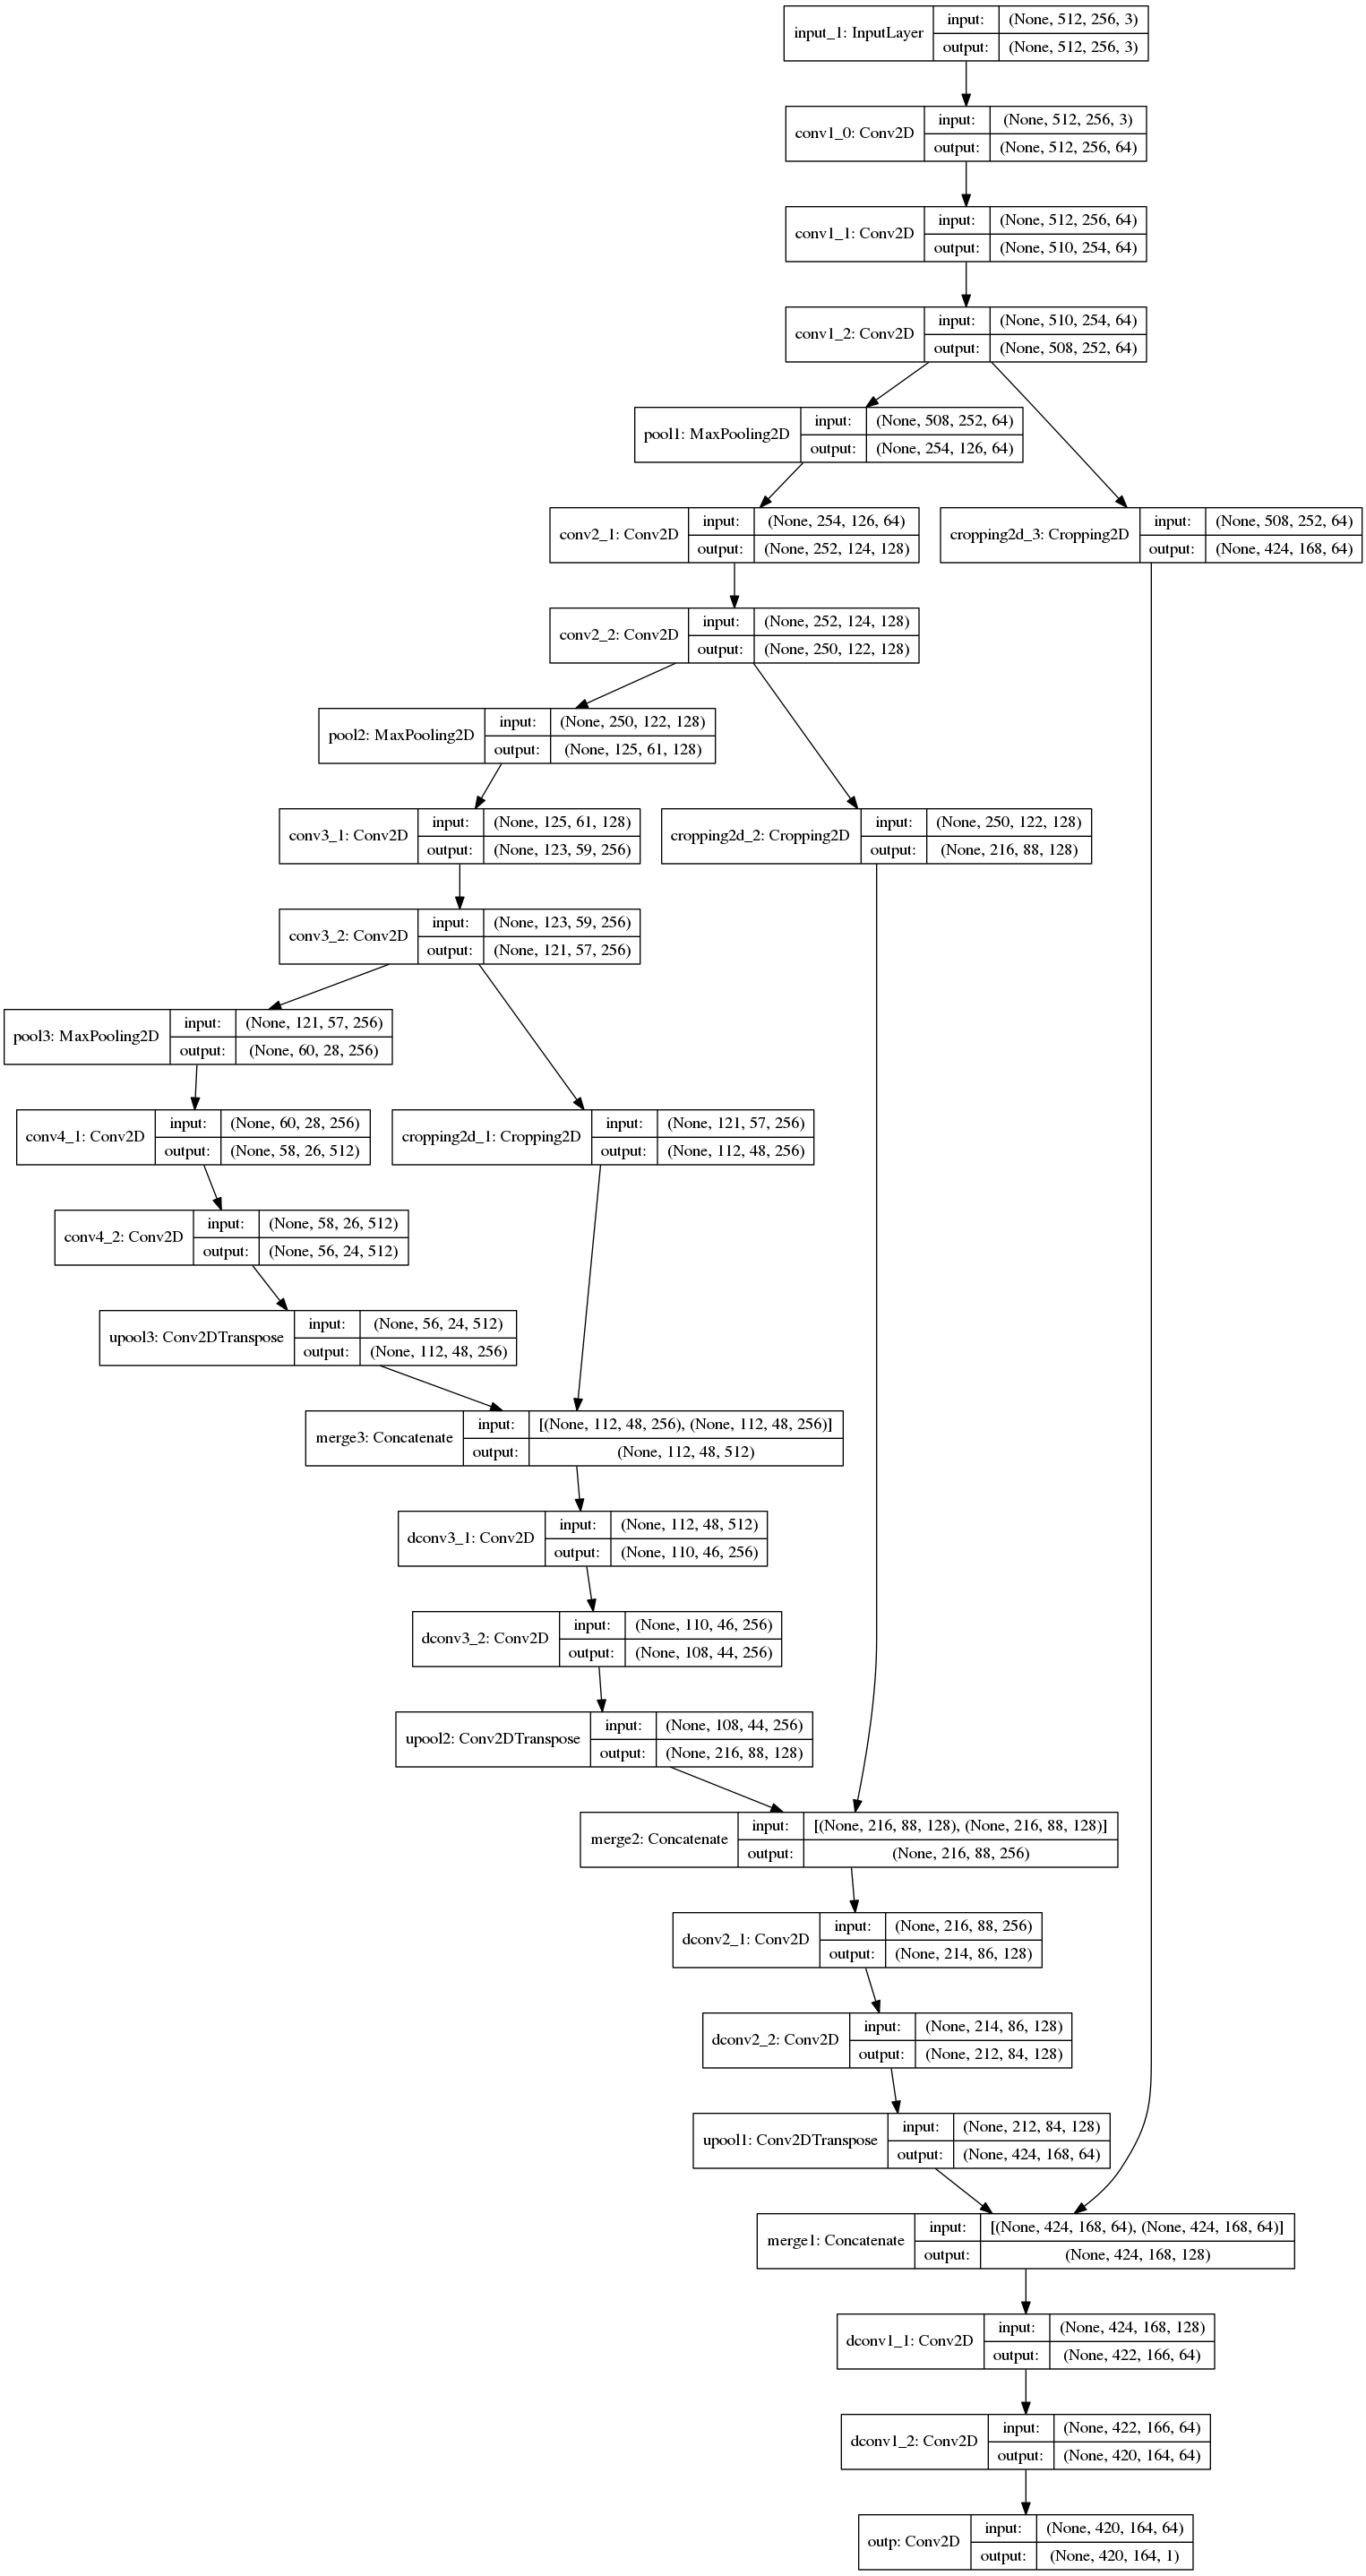 input_1: InputLayer
input: (None, 512, 256, 3)
output: (None, 512, 256, 3)
conv1_0: Conv2D
input: (None, 512, 256, 3)
output: (None, 512, 256, 64)
conv1_1: Conv2D
input: (None, 512, 256, 64)
output: (None, 510, 254, 64)
conv1_2: Conv2D
input: (None, 510, 254, 64)
output: (None, 508, 252, 64)
pool1: MaxPooling2D
input: (None, 508, 252, 64)
output: (None, 254, 126, 64)
conv2_1: Conv2D
input: (None, 254, 126, 64)
output: (None, 252, 124, 128)
cropping2d_3: Cropping2D
input: (None, 508, 252, 64)
output: (None, 424, 168, 64)
conv2_2: Conv2D
input: (None, 252, 124, 128)
output: (None, 250, 122, 128)
pool2: MaxPooling2D
input: (None, 250, 122, 128)
output: (None, 125, 61, 128)
conv3_1: Conv2D
input: (None, 125, 61, 128)
output: (None, 123, 59, 256)
cropping2d_2: Cropping2D
input: (None, 250, 122, 128)
output: (None, 216, 88, 128)
conv3_2: Conv2D
input: (None, 123, 59, 256)
output: (None, 121, 57, 256)
pool3: MaxPooling2D
input: (None, 121, 57, 256)
output: (None, 60, 28, 256)
conv4_1: Conv2D
input: (None, 60, 28, 256)
output: (None, 58, 26, 512)
cropping2d_1: Cropping2D
input: (None, 121, 57, 256)
output: (None, 112, 48, 256)
conv4_2: Conv2D
input: (None, 58, 26, 512)
output: (None, 56, 24, 512)
upool3: Conv2DTranspose
input: (None, 56, 24, 512)
output: (None, 112, 48, 256)
merge3: Concatenate
input: [(None, 112, 48, 256), (None, 112, 48, 256)]
output: (None, 112, 48, 512)
dconv3_1: Conv2D
input: (None, 112, 48, 512)
output: (None, 110, 46, 256)
dconv3_2: Conv2D
input: (None, 110, 46, 256)
output: (None, 108, 44, 256)
upool2: Conv2DTranspose
input: (None, 108, 44, 256)
output: (None, 216, 88, 128)
merge2: Concatenate
input: [(None, 216, 88, 128), (None, 216, 88, 128)]
output: (None, 216, 88, 256)
dconv2_1: Conv2D
input: (None, 216, 88, 256)
output: (None, 214, 86, 128)
dconv2_2: Conv2D
input: (None, 214, 86, 128)
output: (None, 212, 84, 128)
upool1: Conv2DTranspose
input: (None, 212, 84, 128)
output: (None, 424, 168, 64)
merge1: Concatenate
input: [(None, 424, 168, 64), (None, 424, 168, 64)]
output: (None, 424, 168, 128)
dconv1_1: Conv2D
input: (None, 424, 168, 128)
output: (None, 422, 166, 64)
dconv1_2: Conv2D
input: (None, 422, 166, 64)
output: (None, 420, 164, 64)
outp: Conv2D
input: (None, 420, 164, 64)
output: (None, 420, 164, 1)